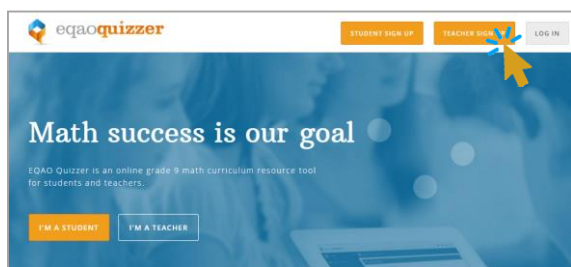 eqaoquizzer
STUDENT SIGN UP
TEACHER SIGN
LOG IN
Math success is our goal
EQAO Quizzer is an online grade 9 math curriculum resource tool
for students and teachers.
I'M A STUDENT
I'M A TEACHER